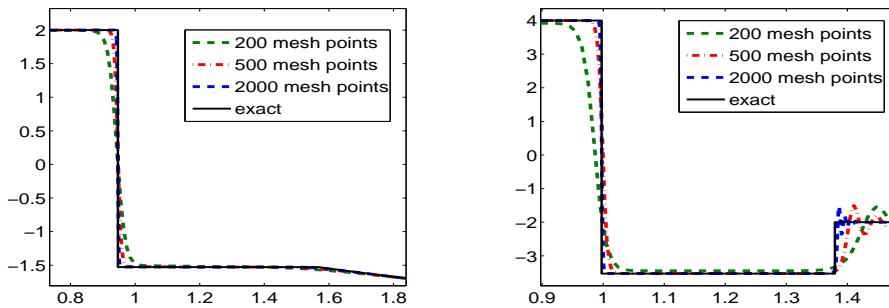 2
1.5
1
0.5
0
−0.5
−1
−1.5
200 mesh points
500 mesh points
2000 mesh points
exact
0.8 1 1.2 1.4 1.6 1.8
4
3
2
1
0
−1
−2
−3
200 mesh points
500 mesh points
2000 mesh points
exact
0.9 1 1.1 1.2 1.3 1.4